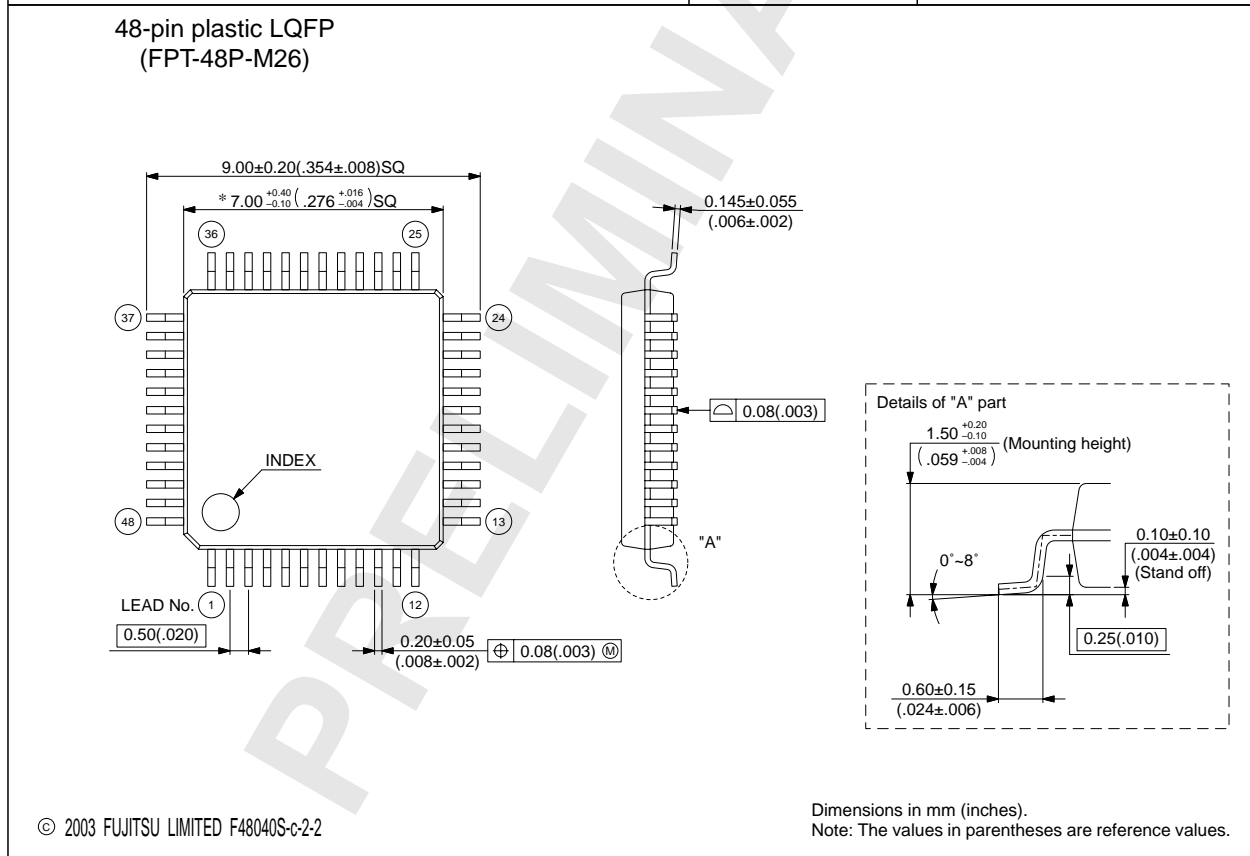 48-pin plastic LQFP
(FPT-48P-M26)
9.00±0.20(.354±.008)SQ
* 7.00 +0.40 –0.10 ( .276 +.016 –.004 )SQ
0.145±0.055
(.006±.002)
36
25
37
24
INDEX
48
13
0.08(.003)
"A"
LEAD No.
1
12
0.50(.020)
0.20±0.05
(.008±.002)
⌖ 0.08(.003) Ⓜ
Details of "A" part
1.50 +0.20 –0.10
(Mounting height)
( .059 +.008 –.004 )
0˚~8˚
0.10±0.10
(.004±.004)
(Stand off)
0.25(.010)
0.60±0.15
(.024±.006)
PRELIMINA
© 2003 FUJITSU LIMITED F48040S-c-2-2
Dimensions in mm (inches).
Note: The values in parentheses are reference values.